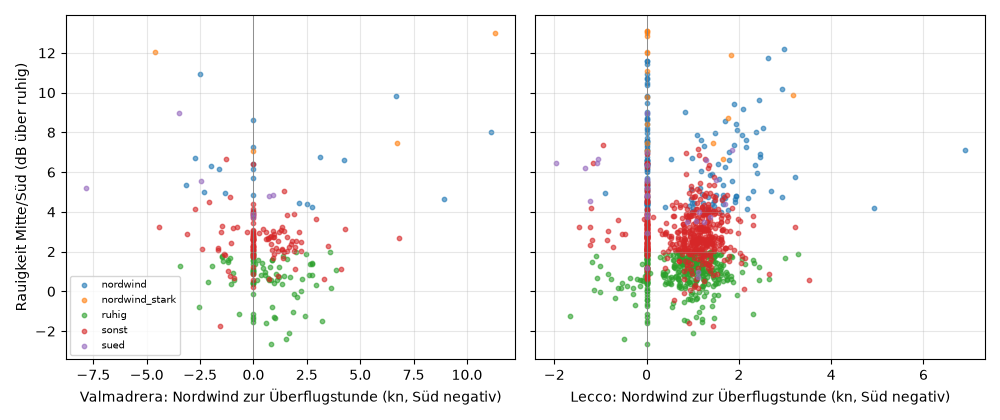 Rauigkeit Mitte/Süd (dB über ruhig)
12
10
8
6
4
2
0
−2
nordwind
nordwind_stark
ruhig
sonst
sued
−7.5 −5.0 −2.5 0.0 2.5 5.0 7.5 10.0
Valmadrera: Nordwind zur Überflugstunde (kn, Süd negativ)
−2 0 2 4 6
Lecco: Nordwind zur Überflugstunde (kn, Süd negativ)